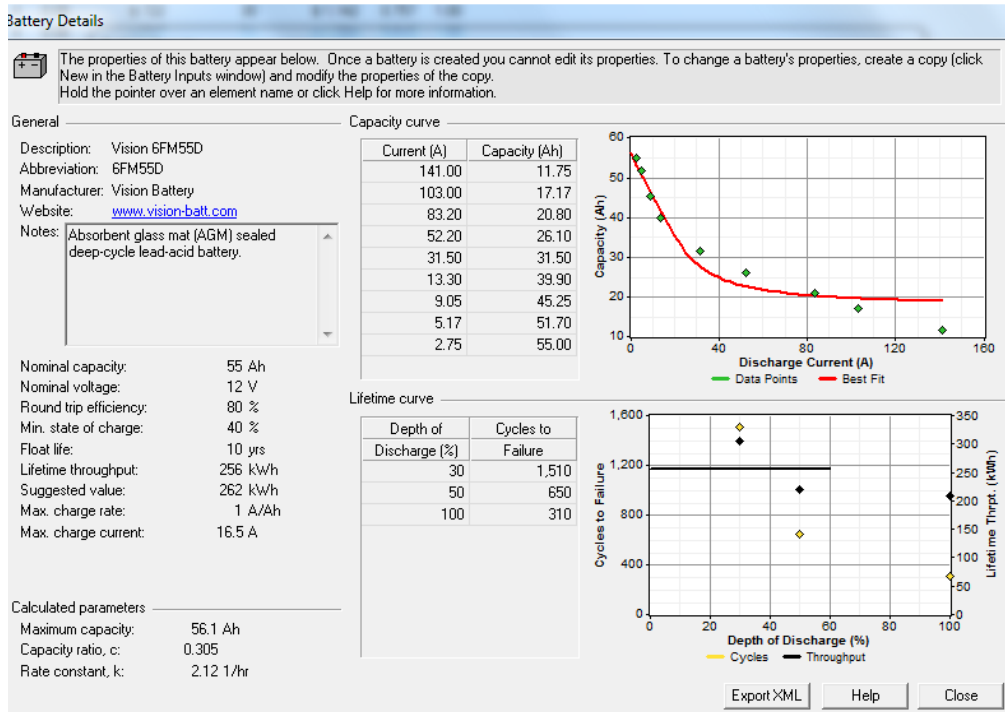 Battery Details
The properties of this battery appear below. Once a battery is created you cannot edit its properties. To change a battery's properties, create a copy (click
New in the Battery Inputs window) and modify the properties of the copy.
Hold the pointer over an element name or click Help for more information.
General
Description: Vision 6FM55D
Abbreviation: 6FM55D
Manufacturer: Vision Battery
Website: www.vision-batt.com
Notes: Absorbent glass mat (AGM) sealed
deep-cycle lead-acid battery.
Nominal capacity: 55 Ah
Nominal voltage: 12 V
Round trip efficiency: 80 %
Min. state of charge: 40 %
Float life: 10 yrs
Lifetime throughput: 256 kWh
Suggested value: 262 kWh
Max. charge rate: 1 A/Ah
Max. charge current: 16.5 A
Calculated parameters
Maximum capacity: 56.1 Ah
Capacity ratio, c: 0.305
Rate constant, k: 2.12 1/hr
Capacity curve
Current (A) Capacity (Ah)
141.00 11.75
103.00 17.17
83.20 20.80
52.20 26.10
31.50 31.50
13.30 39.90
9.05 45.25
5.17 51.70
2.75 55.00
60
50
40
30
20
10
Capacity (Ah)
0 40 80 120 160
Discharge Current (A)
Data Points Best Fit
Lifetime curve
Depth of Cycles to
Discharge (%) Failure
30 1,510
50 650
100 310
1,600
1,200
800
400
0
Cycles to Failure
350
300
250
200
150
100
50
0
Lifetime Thrpt. (kWh)
0 20 40 60 80 100
Depth of Discharge (%)
Cycles Throughput
Export XML Help Close